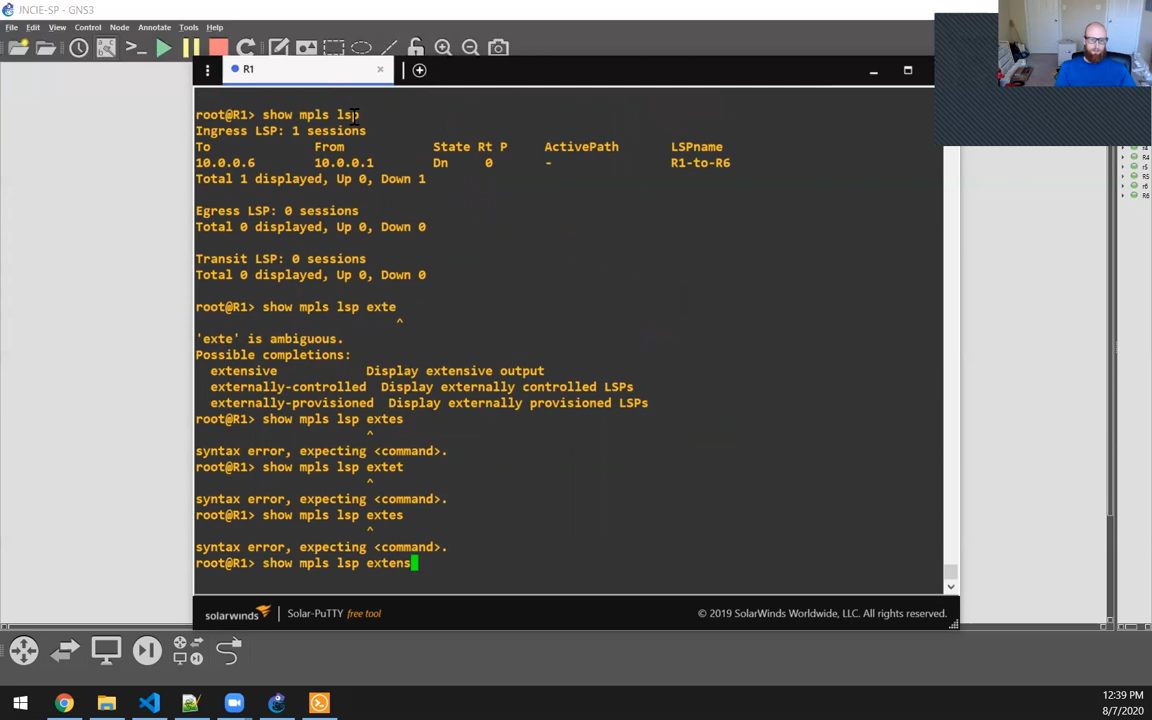 JNCIE-SP - GNS3
File Edit View Control Node Annotate Tools Help
R1
root@R1> show mpls lsp
Ingress LSP: 1 sessions
To From State Rt P ActivePath LSPname
10.0.0.6 10.0.0.1 Dn 0 - R1-to-R6
Total 1 displayed, Up 0, Down 1
Egress LSP: 0 sessions
Total 0 displayed, Up 0, Down 0
Transit LSP: 0 sessions
Total 0 displayed, Up 0, Down 0
root@R1> show mpls lsp exte
^
'exte' is ambiguous.
Possible completions:
extensive Display extensive output
externally-controlled Display externally controlled LSPs
externally-provisioned Display externally provisioned LSPs
root@R1> show mpls lsp extes
^
syntax error, expecting <command>.
root@R1> show mpls lsp extet
^
syntax error, expecting <command>.
root@R1> show mpls lsp extes
^
syntax error, expecting <command>.
root@R1> show mpls lsp extens
R4
r5
R5
r6
R6
solarwinds Solar-PuTTY free tool © 2019 SolarWinds Worldwide, LLC. All rights reserved.
12:39 PM
8/7/2020